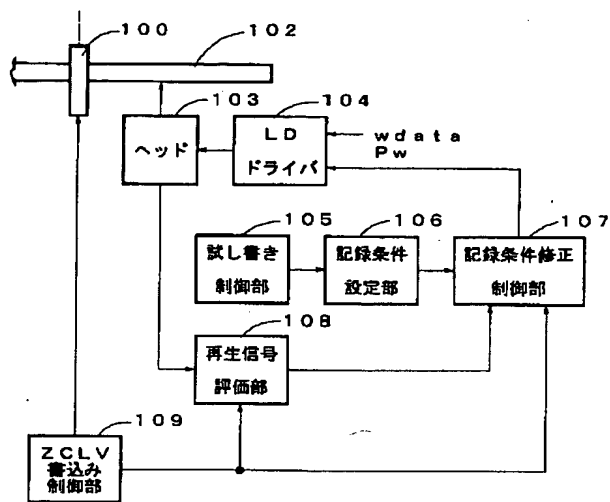 100
102
103
104
ヘッド
LD
ドライバ
wdata
Pw
105
106
107
試し書き
制御部
記録条件
設定部
記録条件修正
制御部
108
再生信号
評価部
109
ZCLV
書込み
制御部